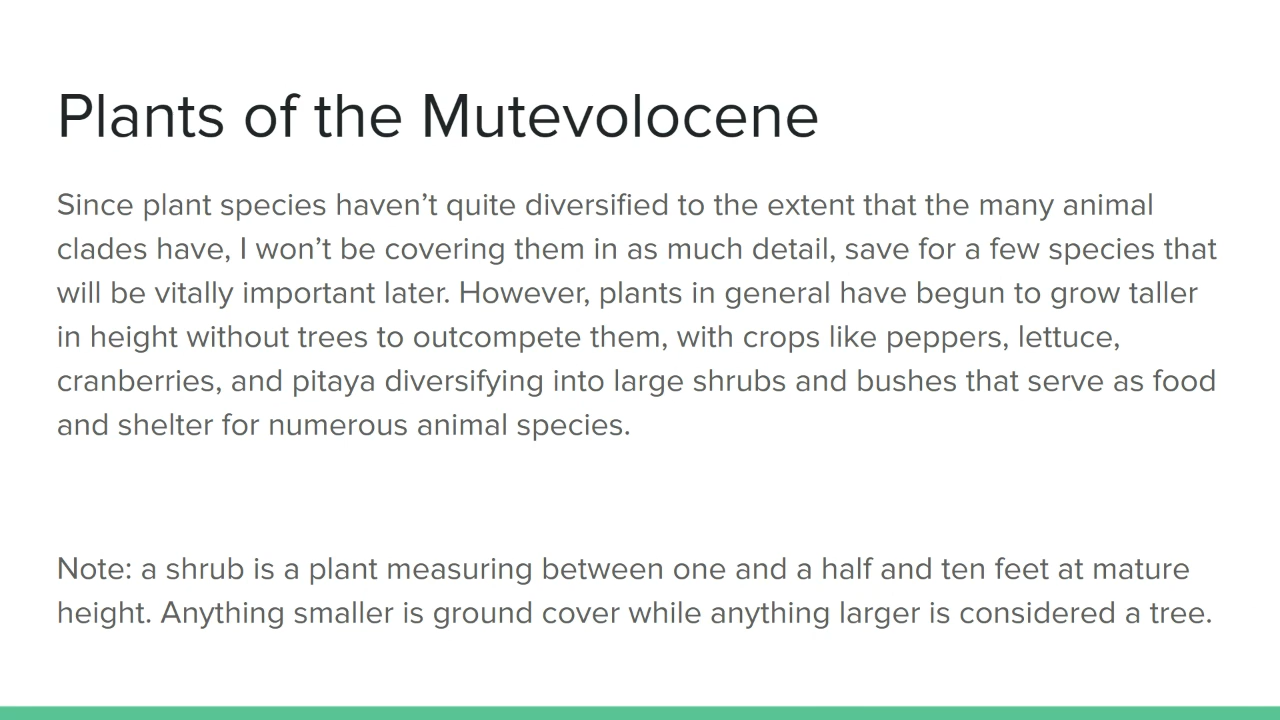 Plants of the Mutevolocene
Since plant species haven’t quite diversified to the extent that the many animal
clades have, I won’t be covering them in as much detail, save for a few species that
will be vitally important later. However, plants in general have begun to grow taller
in height without trees to outcompete them, with crops like peppers, lettuce,
cranberries, and pitaya diversifying into large shrubs and bushes that serve as food
and shelter for numerous animal species.
Note: a shrub is a plant measuring between one and a half and ten feet at mature
height. Anything smaller is ground cover while anything larger is considered a tree.